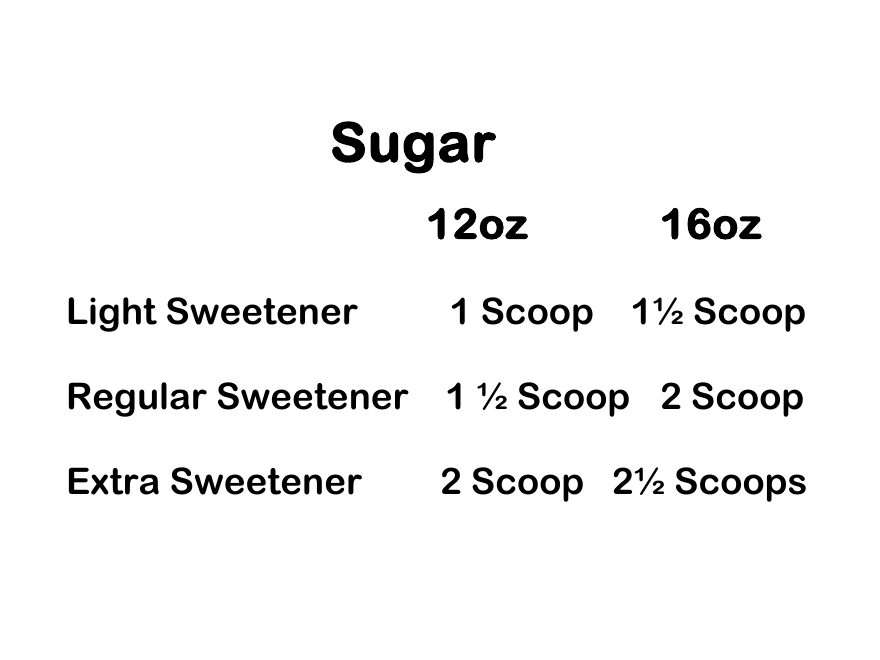 Sugar
12oz 16oz
Light Sweetener 1 Scoop 1½ Scoop
Regular Sweetener 1 ½ Scoop 2 Scoop
Extra Sweetener 2 Scoop 2½ Scoops